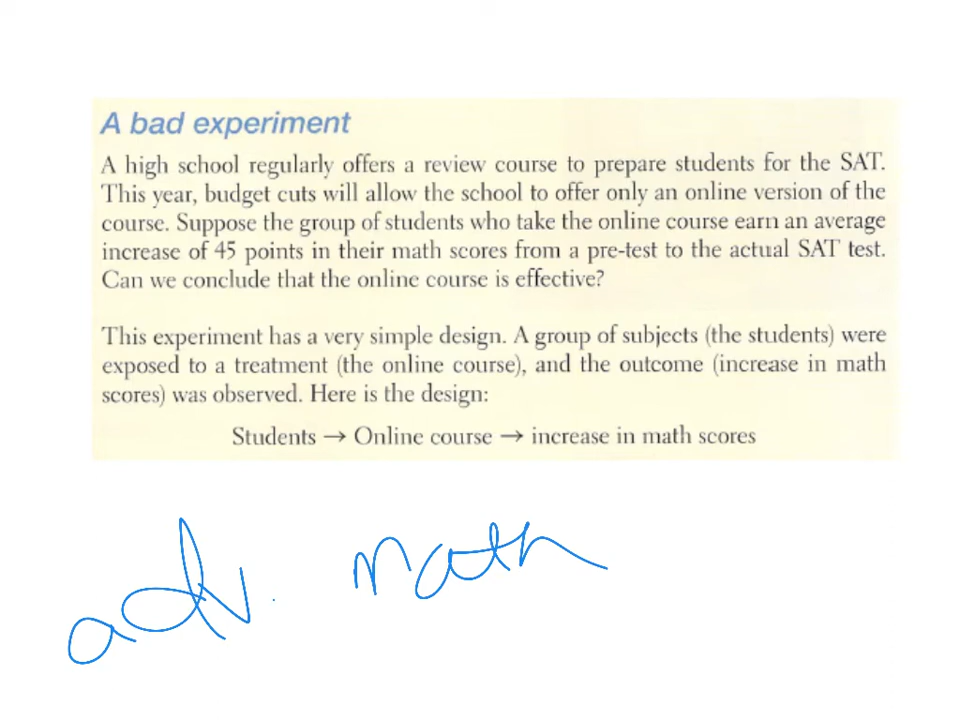 A bad experiment
A high school regularly offers a review course to prepare students for the SAT.
This year, budget cuts will allow the school to offer only an online version of the
course. Suppose the group of students who take the online course earn an average
increase of 45 points in their math scores from a pre-test to the actual SAT test.
Can we conclude that the online course is effective?
This experiment has a very simple design. A group of subjects (the students) were
exposed to a treatment (the online course), and the outcome (increase in math
scores) was observed. Here is the design:
Students → Online course → increase in math scores
adv. math